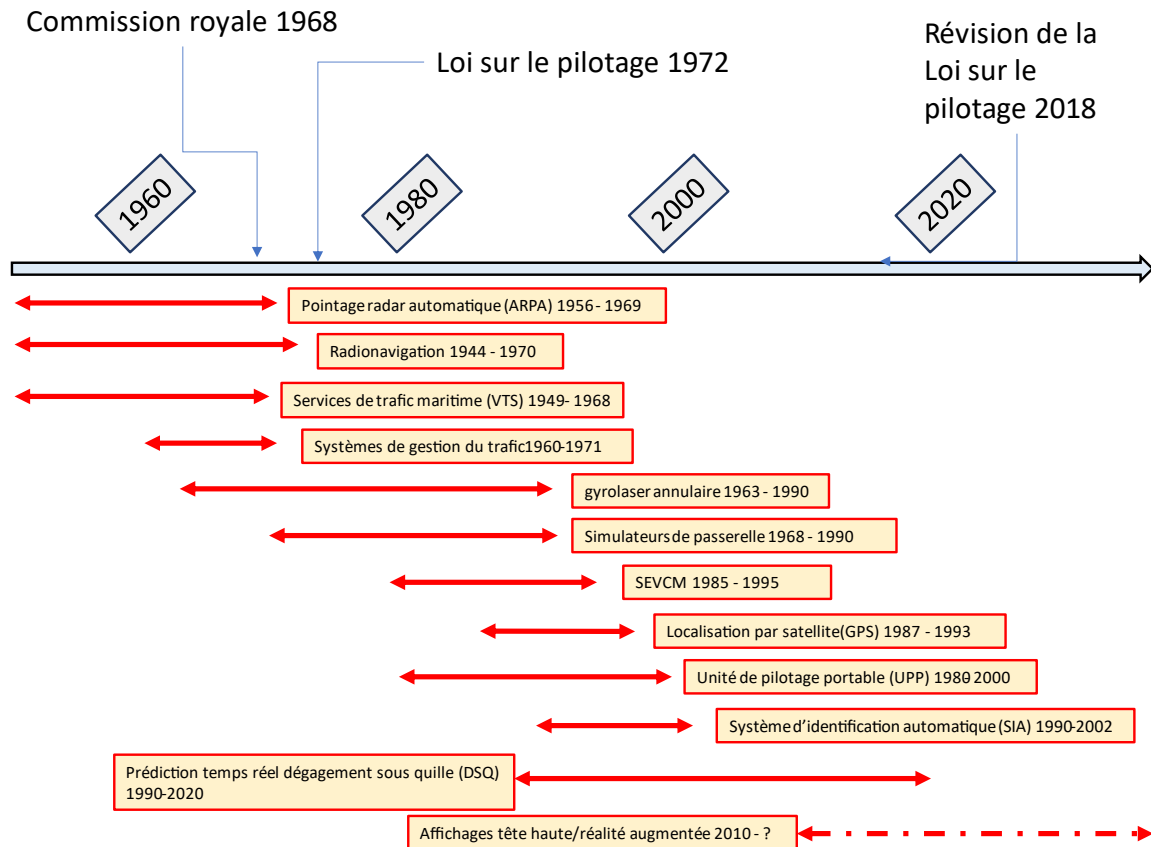 Commission royale 1968
Loi sur le pilotage 1972
Révision de la
Loi sur le
pilotage 2018
1960
1980
2000
2020
Pointage radar automatique (ARPA) 1956 - 1969
Radionavigation 1944 - 1970
Services de trafic maritime (VTS) 1949- 1968
Systèmes de gestion du trafic1960-1971
gyrolaser annulaire 1963 - 1990
Simulateurs de passerelle 1968 - 1990
SEVCM 1985 - 1995
Localisation par satellite(GPS) 1987 - 1993
Unité de pilotage portable (UPP) 1980 2000
Système d'identification automatique (SIA) 1990-2002
Prédiction temps réel dégagement sous quille (DSQ)
1990-2020
Affichages tête haute/réalité augmentée 2010 - ?